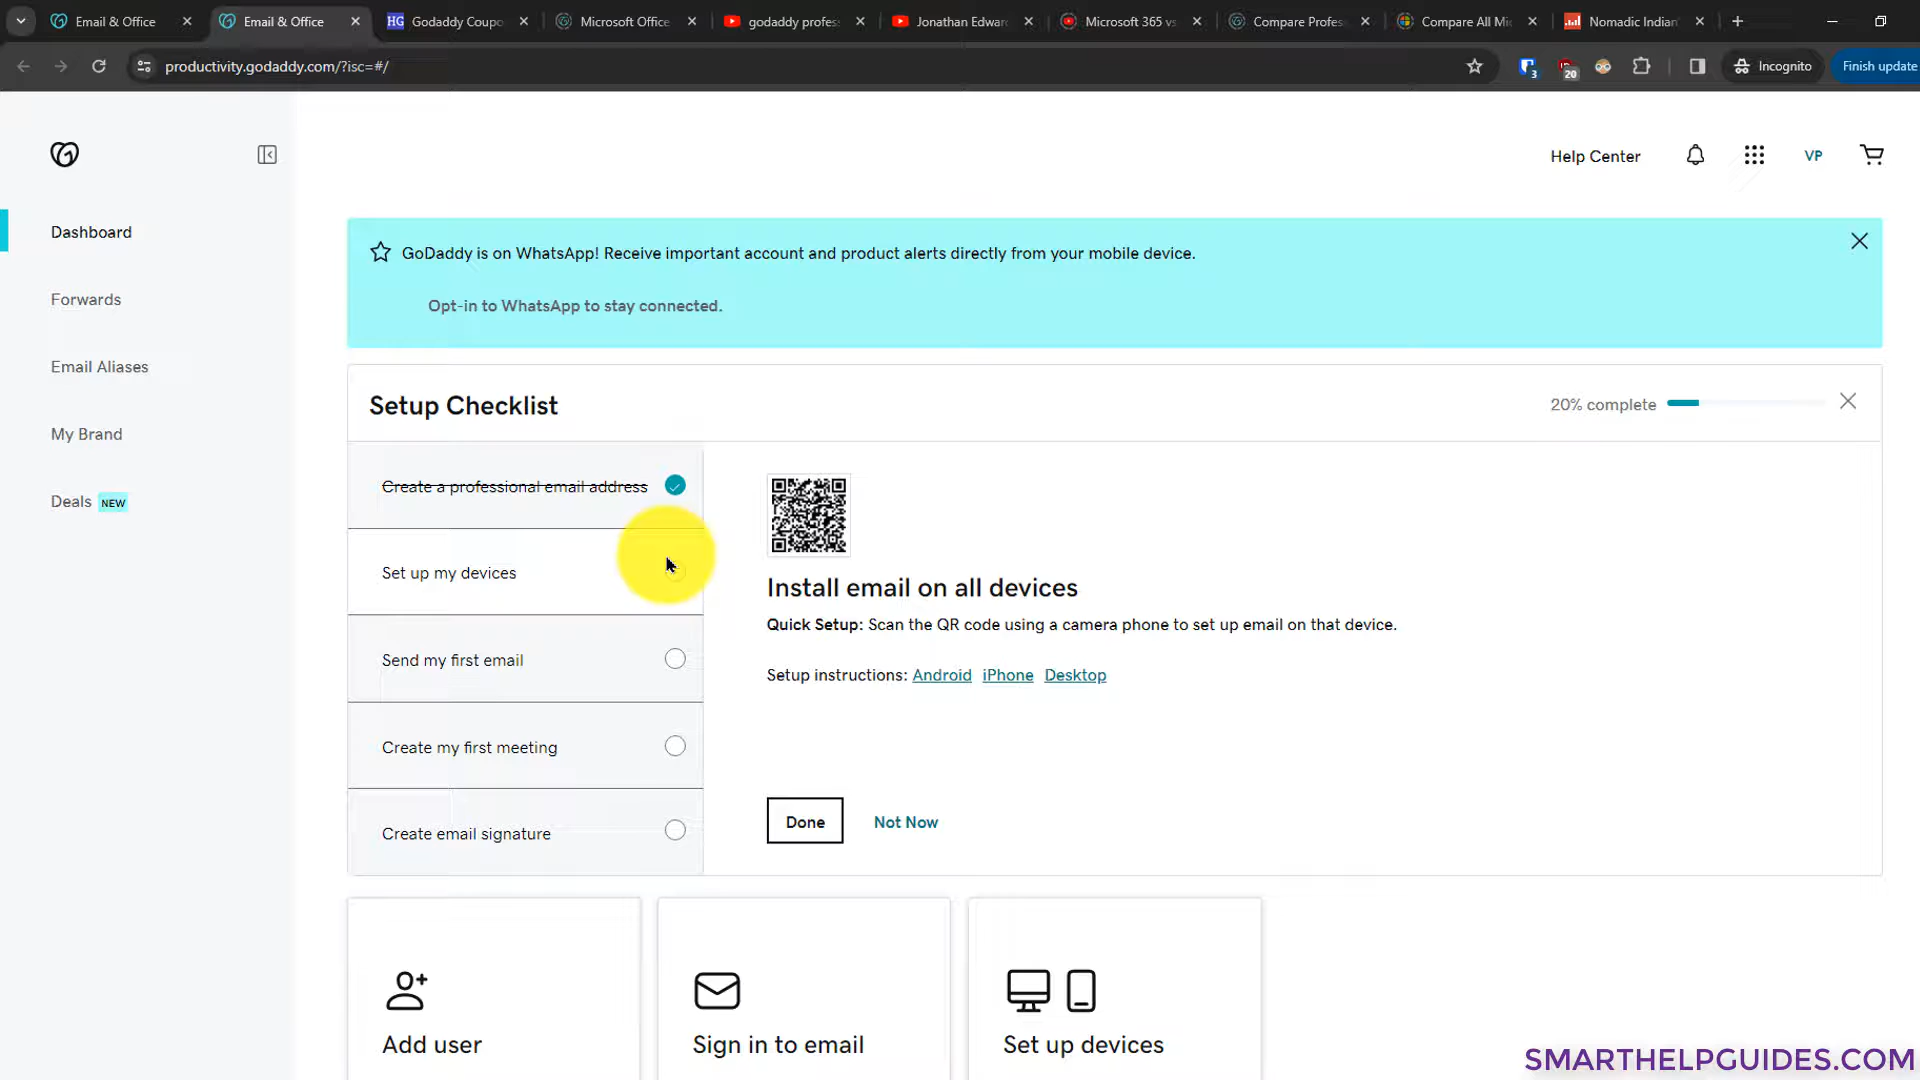 Email & Office
Email & Office
Godaddy Coupo
Microsoft Office
godaddy profes
Jonathan Edwar
Microsoft 365 vs
Compare Profes
Compare All Mi
Nomadic Indian
productivity.godaddy.com/?isc=#/
3
20
Incognito
Finish update
Help Center
VP
Dashboard
Forwards
Email Aliases
My Brand
Deals NEW
GoDaddy is on WhatsApp! Receive important account and product alerts directly from your mobile device.
Opt-in to WhatsApp to stay connected.
Setup Checklist
20% complete
Create a professional email address
Set up my devices
Send my first email
Create my first meeting
Create email signature
Install email on all devices
Quick Setup: Scan the QR code using a camera phone to set up email on that device.
Setup instructions: Android iPhone Desktop
Done
Not Now
Add user
Sign in to email
Set up devices
SMARTHELPGUIDES.COM